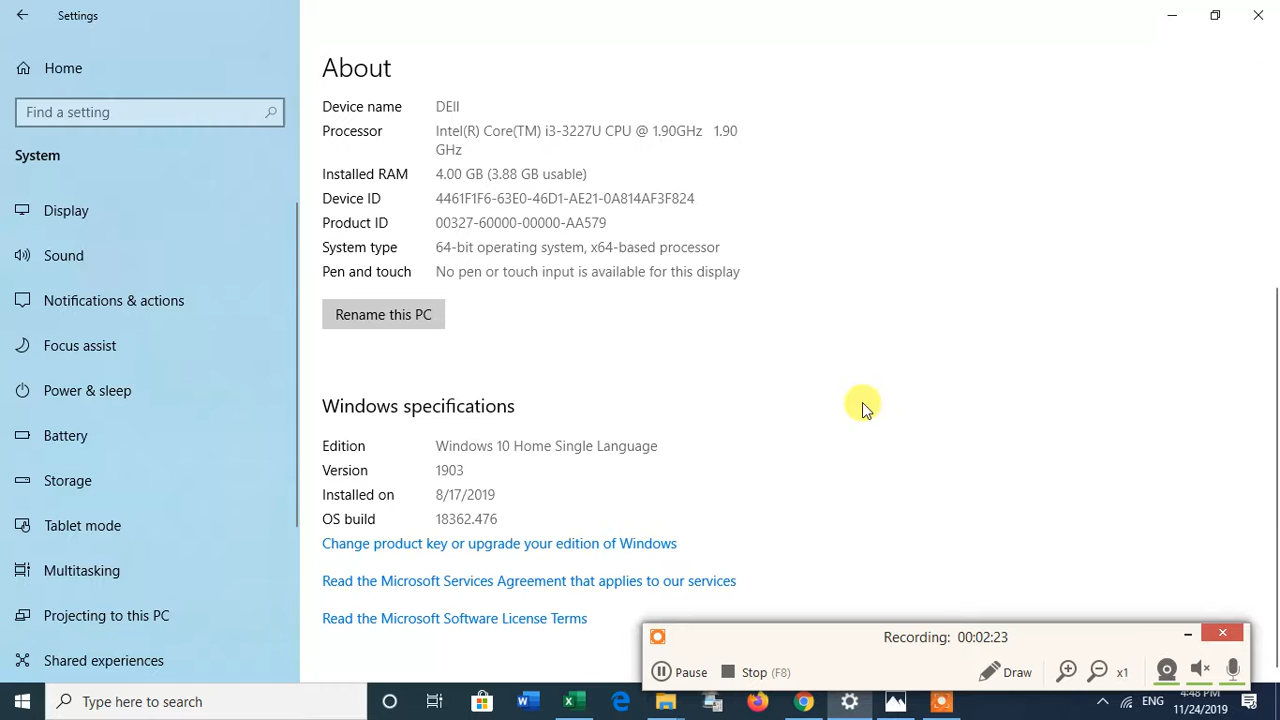 Settings
Home
Find a setting
System
Display
Sound
Notifications & actions
Focus assist
Power & sleep
Battery
Storage
Tablet mode
Multitasking
Projecting to this PC
Shared experiences
About
Device name DEll
Processor Intel(R) Core(TM) i3-3227U CPU @ 1.90GHz 1.90
GHz
Installed RAM 4.00 GB (3.88 GB usable)
Device ID 4461F1F6-63E0-46D1-AE21-0A814AF3F824
Product ID 00327-60000-00000-AA579
System type 64-bit operating system, x64-based processor
Pen and touch No pen or touch input is available for this display
Rename this PC
Windows specifications
Edition Windows 10 Home Single Language
Version 1903
Installed on 8/17/2019
OS build 18362.476
Change product key or upgrade your edition of Windows
Read the Microsoft Services Agreement that applies to our services
Read the Microsoft Software License Terms
Recording: 00:02:23
Pause Stop (F8) Draw x1
Type here to search
ENG
4:48 PM
11/24/2019